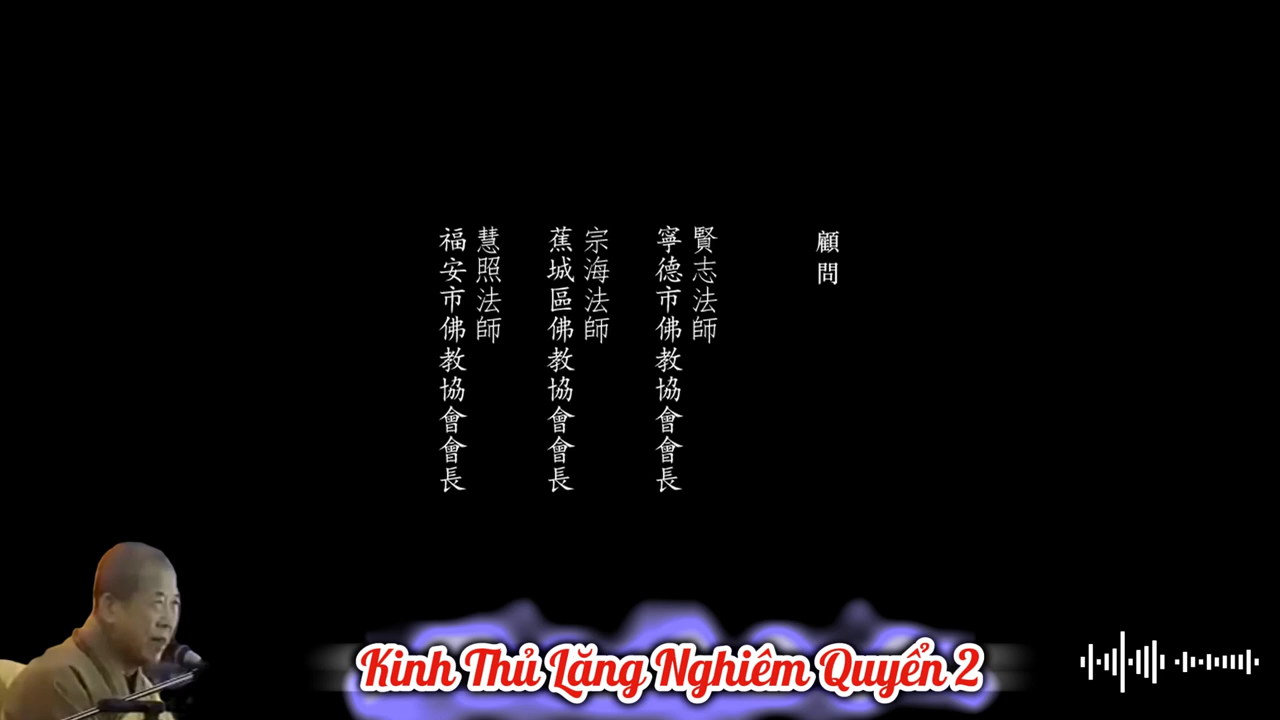 顧問
賢志法師
寧德市佛教協會會長
宗海法師
蕉城區佛教協會會長
慧照法師
福安市佛教協會會長
Kinh Thủ Lăng Nghiêm Quyển 2